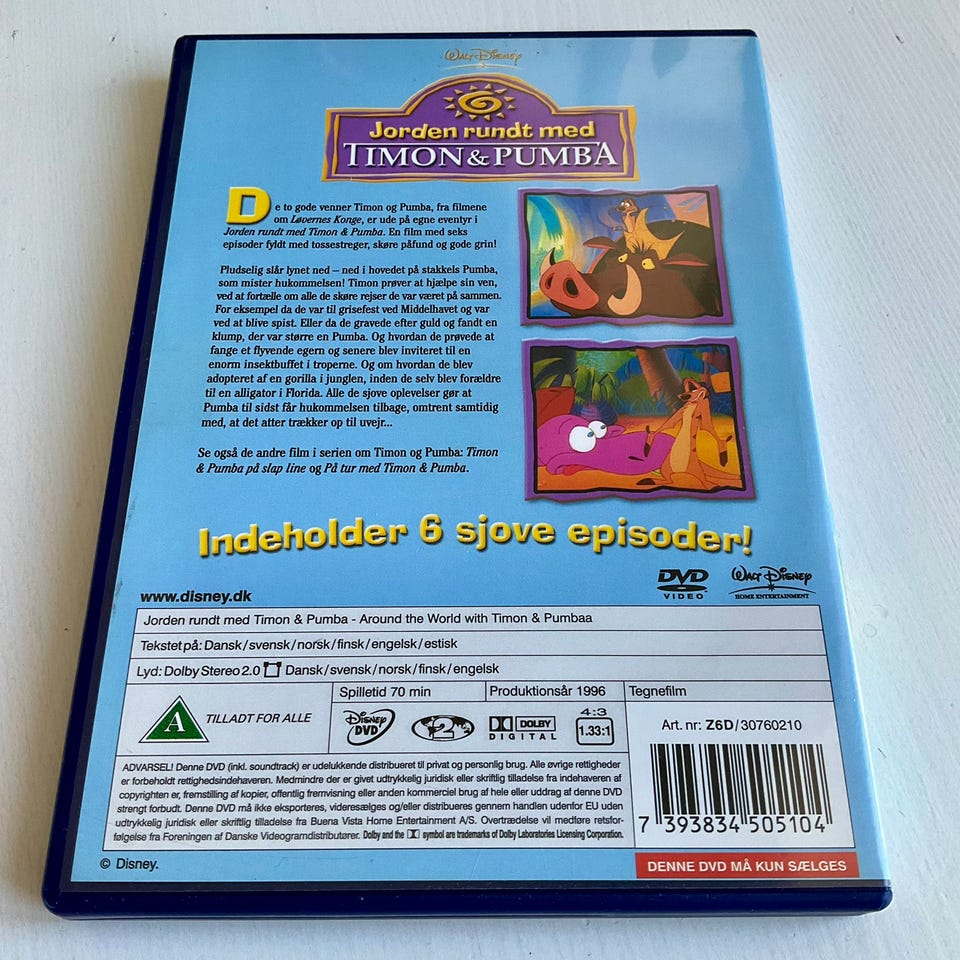 Walt Disney
Jorden rundt med
TIMON & PUMBA
De to gode venner Timon og Pumba, fra filmene
om Løvernes Konge, er ude på egne eventyr i
Jorden rundt med Timon & Pumba. En film med seks
episoder fyldt med tossestreger, skøre påfund og gode grin!
Pludselig slår lynet ned – ned i hovedet på stakkels Pumba,
som mister hukommelsen! Timon prøver at hjælpe sin ven,
ved at fortælle om alle de skøre rejser de var været på sammen.
For eksempel da de var til grisefest ved Middelhavet og var
ved at blive spist. Eller da de gravede efter guld og fandt en
klump, der var større en Pumba. Og hvordan de prøvede at
fange et flyvende egern og senere blev inviteret til en
enorm insektbuffet i troperne. Og om hvordan de blev
adopteret af en gorilla i junglen, inden de selv blev forældre
til en alligator i Florida. Alle de sjove oplevelser gør at
Pumba til sidst får hukommelsen tilbage, omtrent samtidig
med, at det atter trækker op til uvejr...
Se også de andre film i serien om Timon og Pumba: Timon
& Pumba på slap line og På tur med Timon & Pumba.
Indeholder 6 sjove episoder!
www.disney.dk
DVD VIDEO
Walt Disney
HOME ENTERTAINMENT
Jorden rundt med Timon & Pumba - Around the World with Timon & Pumbaa
Tekstet på: Dansk/svensk/norsk/finsk/engelsk/estisk
Lyd: Dolby Stereo 2.0 Dansk/svensk/norsk/finsk/engelsk
A TILLADT FOR ALLE
Spilletid 70 min
Produktionsår 1996
Tegnefilm
Disney DVD
2
DOLBY DIGITAL
4:3
1.33:1
Art. nr: Z6D/30760210
ADVARSEL! Denne DVD (inkl. soundtrack) er udelukkende distribueret til privat og personlig brug. Alle øvrige rettigheder
er forbeholdt rettighedsindehaveren. Medmindre der er givet udtrykkelig juridisk eller skriftlig tilladelse fra indehaveren af
copyrighten er, fremstilling af kopier, offentlig fremvisning eller anden kommerciel brug af hele eller uddrag af denne DVD
strengt forbudt. Denne DVD må ikke eksporteres, videresælges og/eller distribueres gennem handlen udenfor EU uden
udtrykkelig juridisk eller skriftlig tilladelse fra Buena Vista Home Entertainment A/S. Overtrædelse vil medføre retsfor-
følgelse fra Foreningen af Danske Videogramdistributører. Dolby and the symbol are trademarks of Dolby Laboratories Licensing Corporation.
7 393834 505104
© Disney.
DENNE DVD MÅ KUN SÆLGES